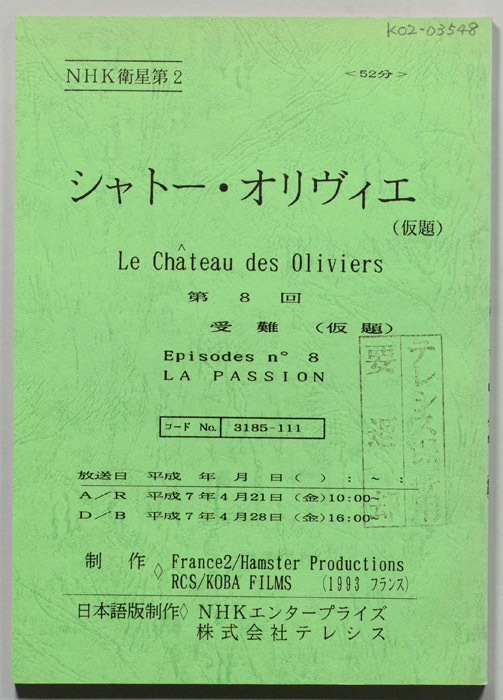 K02-03548
NHK衛星第2
<52分>
シャトー・オリヴィエ
(仮題)
Le Château des Oliviers
第 8 回
受 難 (仮 題)
Episodes n° 8
LA PASSION
コード No. 3185-111
放送日 平成 年 月 日( ) : ~ :
A/R 平成7年4月21日(金)10:00~
D/B 平成7年4月28日(金)16:00~
制 作◇ France2/Hamster Productions
RCS/KOBA FILMS (1993 フランス)
日本語版制作◇ NHKエンタープライズ
株式会社テレシス